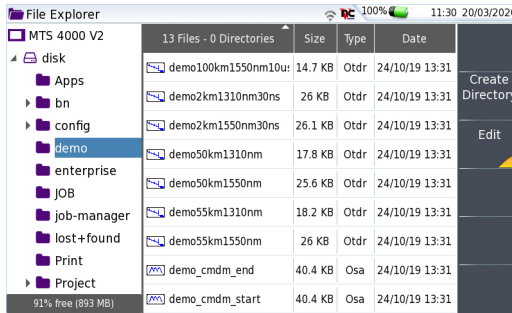 File Explorer
100%
11:30 20/03/2020
MTS 4000 V2
disk
Apps
bn
config
demo
enterprise
JOB
job-manager
lost+found
Print
Project
91% free (893 MB)
13 Files - 0 Directories Size Type Date
demo100km1550nm10us 14.7 KB Otdr 24/10/19 13:31
demo2km1310nm30ns 26 KB Otdr 24/10/19 13:31
demo2km1550nm30ns 26.1 KB Otdr 24/10/19 13:31
demo50km1310nm 17.8 KB Otdr 24/10/19 13:31
demo50km1550nm 25.6 KB Otdr 24/10/19 13:31
demo55km1310nm 18.2 KB Otdr 24/10/19 13:31
demo55km1550nm 26 KB Otdr 24/10/19 13:31
demo_cmdm_end 40.4 KB Osa 24/10/19 13:31
demo_cmdm_start 40.4 KB Osa 24/10/19 13:31
Create
Directory
Edit